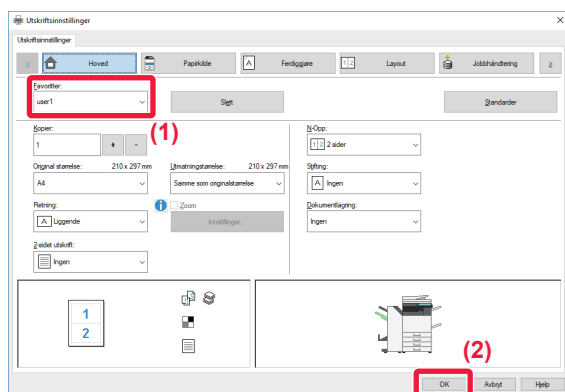 Utskriftsinnstillinger
Utskriftsinnstillinger
Hoved Papirkilde Ferdiggjøre Layout Jobbhåndtering
Favoritter:
user1 Slett Standarder
(1)
Kopier: N-Opp:
1 + - 1 2 2 sider
Original størrelse: 210 x 297 mm Utmatningstørrelse: 210 x 297 mm Stifting:
A4 Samme som originalstørrelse A Ingen
Retning: Zoom Dokumentlagring:
A Liggende Innstillinger... Ingen
2-sidet utskrift:
Ingen
1
2
(2)
OK Avbryt Hjelp